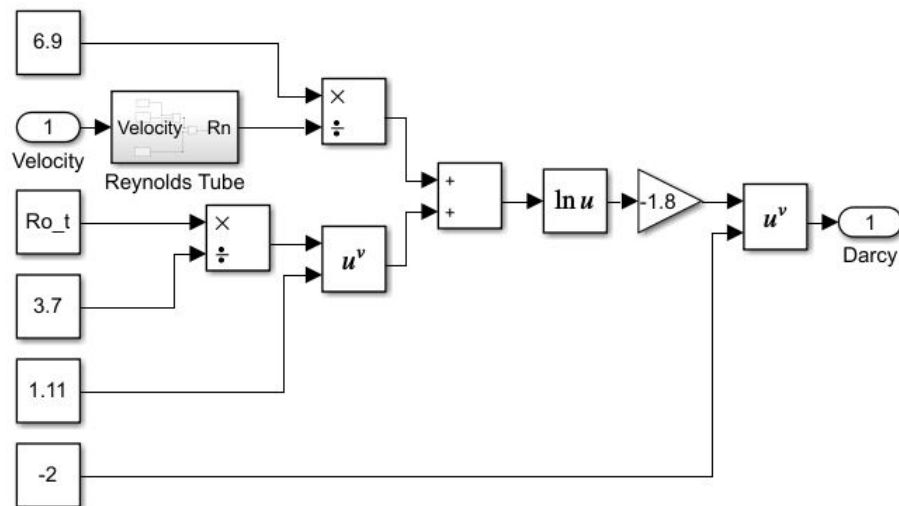 6.9
×
÷
1
Velocity
Velocity Rn
Reynolds Tube
+
+
ln u
-1.8
u^v
1
Darcy
Ro_t
×
÷
u^v
3.7
1.11
-2